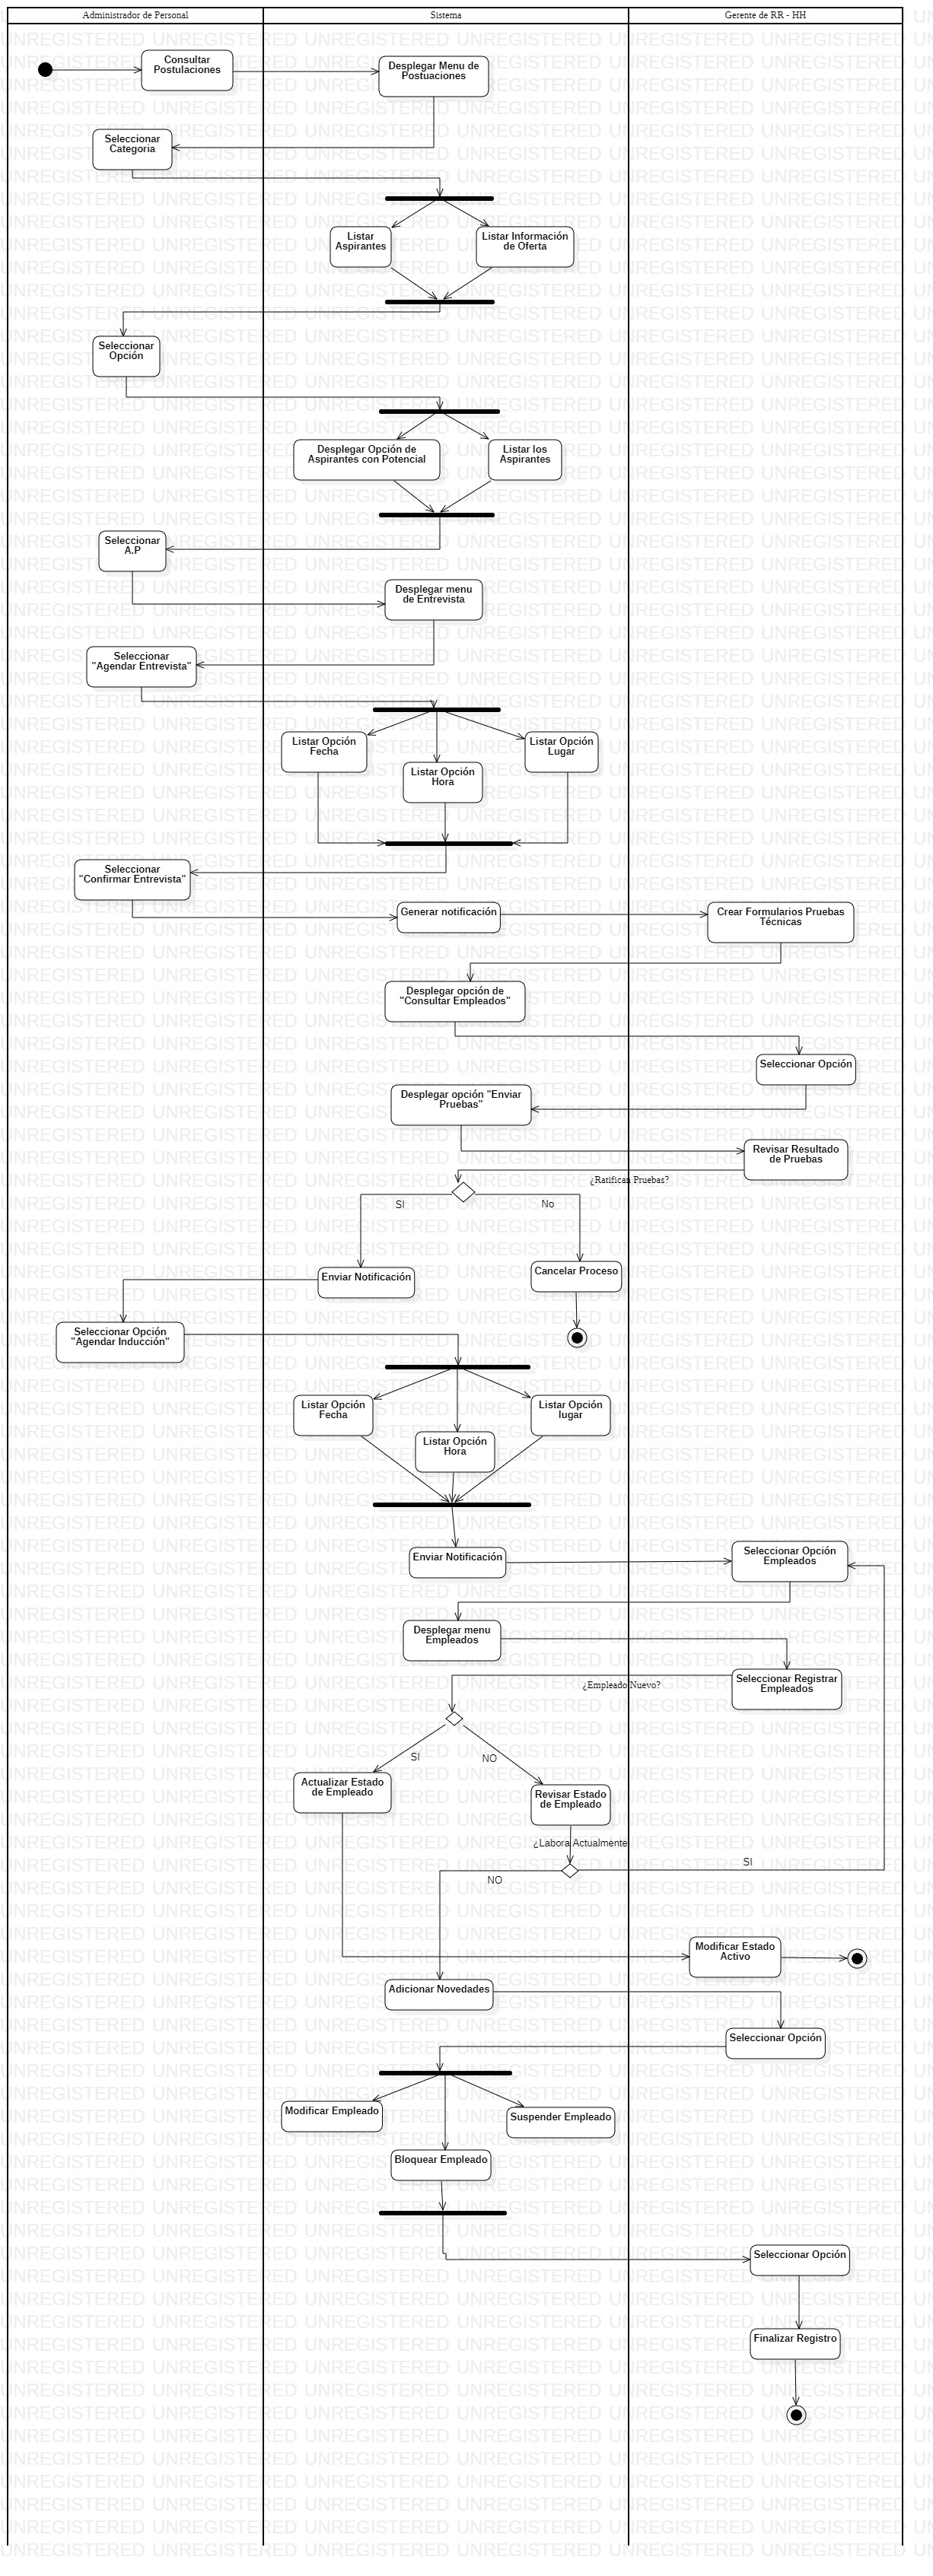 Administrador de Personal
Sistema
Gerente de RR - HH
Consultar
Postulaciones
Desplegar Menu de
Postuaciones
Seleccionar
Categoria
Listar
Aspirantes
Listar Información
de Oferta
Seleccionar
Opción
Desplegar Opción de
Aspirantes con Potencial
Listar los
Aspirantes
Seleccionar
A.P
Desplegar menu
de Entrevista
Seleccionar
"Agendar Entrevista"
Listar Opción
Fecha
Listar Opción
Hora
Listar Opción
Lugar
Seleccionar
"Confirmar Entrevista"
Generar notificación
Crear Formularios Pruebas
Técnicas
Desplegar opción de
"Consultar Empleados"
Seleccionar Opción
Desplegar opción "Enviar
Pruebas"
Revisar Resultado
de Pruebas
¿Ratifican Pruebas?
SI
No
Enviar Notificación
Cancelar Proceso
Seleccionar Opción
"Agendar Inducción"
Listar Opción
Fecha
Listar Opción
Hora
Listar Opción
lugar
Enviar Notificación
Seleccionar Opción
Empleados
Desplegar menu
Empleados
Seleccionar Registrar
Empleados
¿Empleado Nuevo?
SI
NO
Actualizar Estado
de Empleado
Revisar Estado
de Empleado
¿Labora Actualmente
SI
NO
Modificar Estado
Activo
Adicionar Novedades
Seleccionar Opción
Modificar Empleado
Suspender Empleado
Bloquear Empleado
Seleccionar Opción
Finalizar Registro
UNREGISTERED